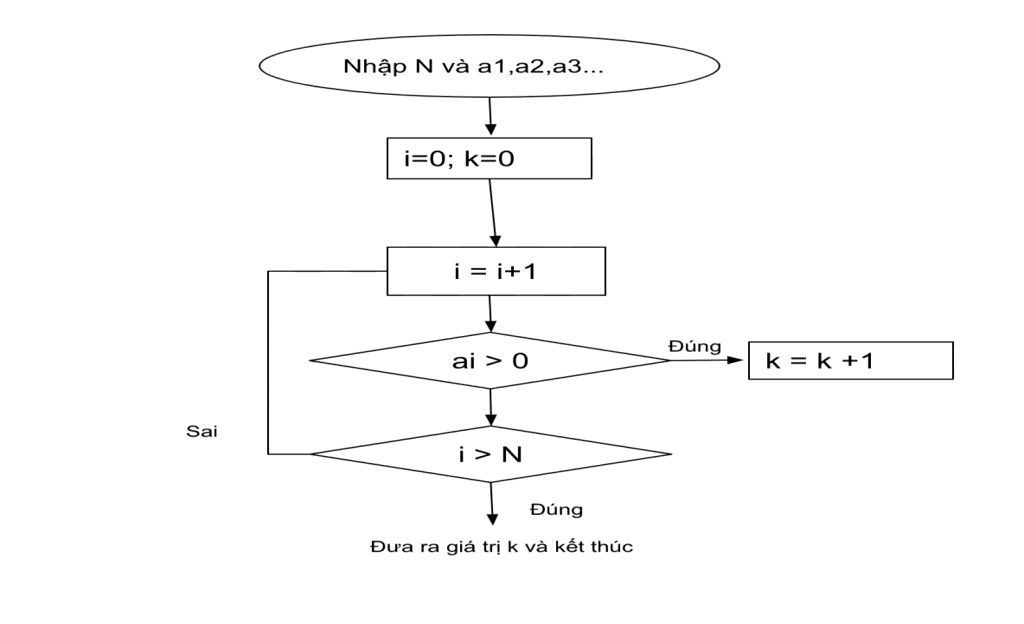 Nhập N và a1,a2,a3...
i=0; k=0
i = i+1
ai > 0
Đúng
k = k +1
Sai
i > N
Đúng
Đưa ra giá trị k và kết thúc